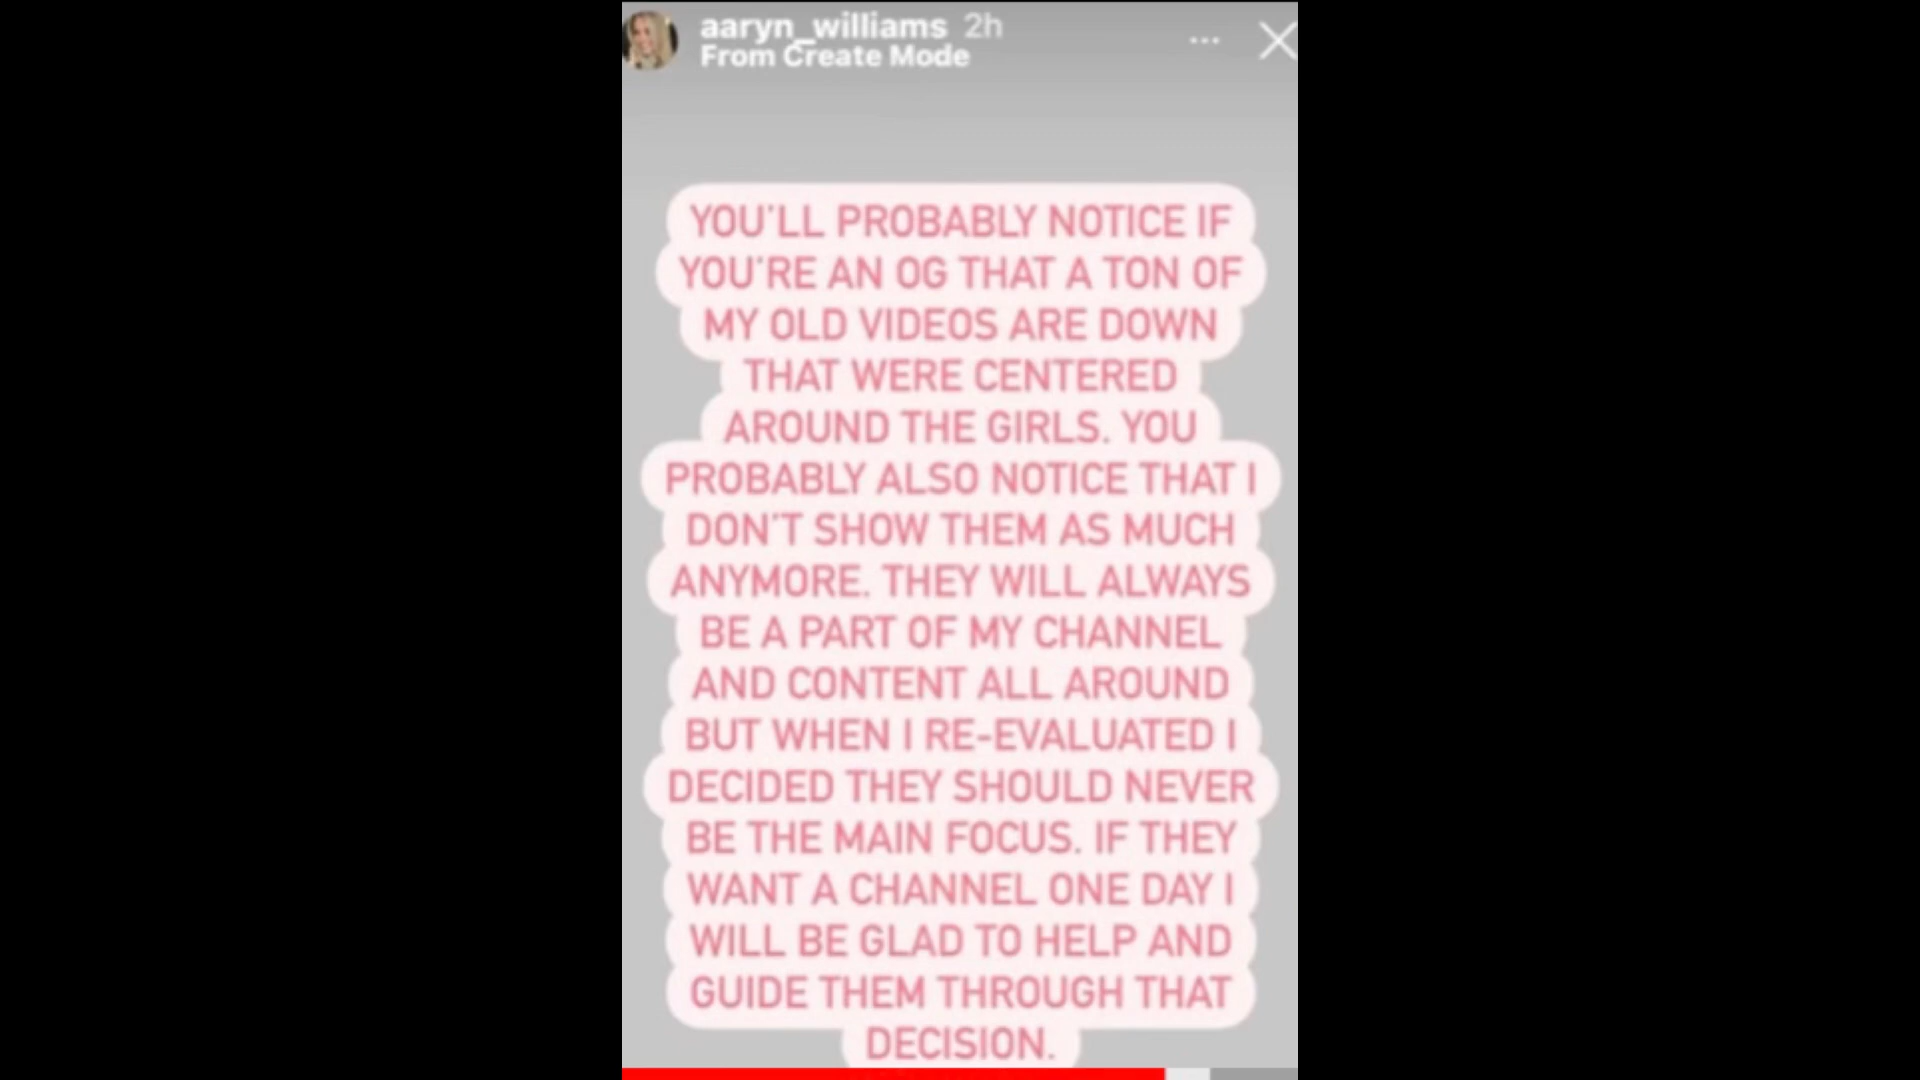 aaryn_williams 2h
From Create Mode
YOU'LL PROBABLY NOTICE IF
YOU'RE AN OG THAT A TON OF
MY OLD VIDEOS ARE DOWN
THAT WERE CENTERED
AROUND THE GIRLS. YOU
PROBABLY ALSO NOTICE THAT I
DON'T SHOW THEM AS MUCH
ANYMORE. THEY WILL ALWAYS
BE A PART OF MY CHANNEL
AND CONTENT ALL AROUND
BUT WHEN I RE-EVALUATED I
DECIDED THEY SHOULD NEVER
BE THE MAIN FOCUS. IF THEY
WANT A CHANNEL ONE DAY I
WILL BE GLAD TO HELP AND
GUIDE THEM THROUGH THAT
DECISION.